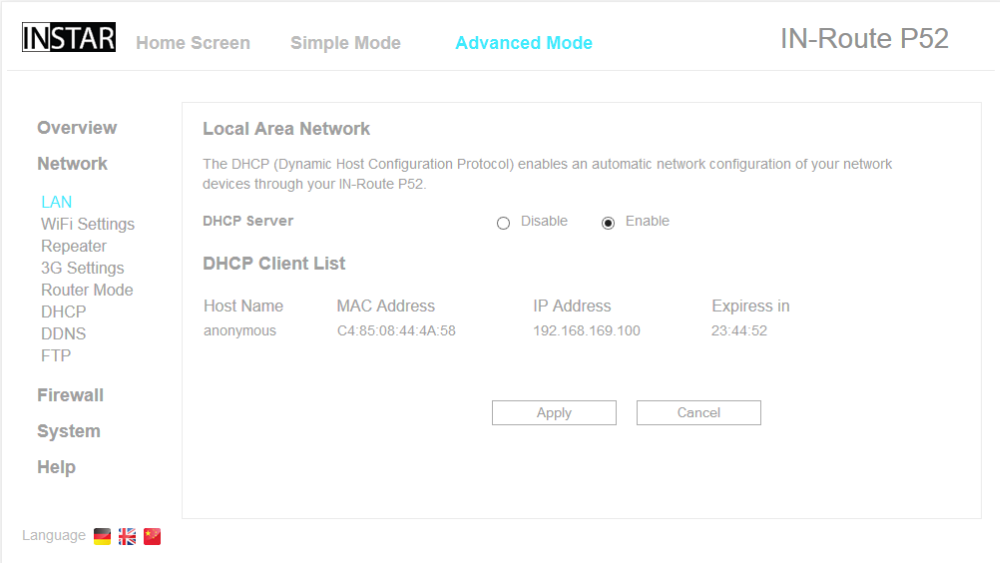 INSTAR Home Screen Simple Mode Advanced Mode IN-Route P52
Overview
Network
LAN
WiFi Settings
Repeater
3G Settings
Router Mode
DHCP
DDNS
FTP
Firewall
System
Help
Local Area Network
The DHCP (Dynamic Host Configuration Protocol) enables an automatic network configuration of your network
devices through your IN-Route P52.
DHCP Server Disable Enable
DHCP Client List
Host Name MAC Address IP Address Expiress in
anonymous C4:85:08:44:4A:58 192.168.169.100 23:44:52
Apply Cancel
Language